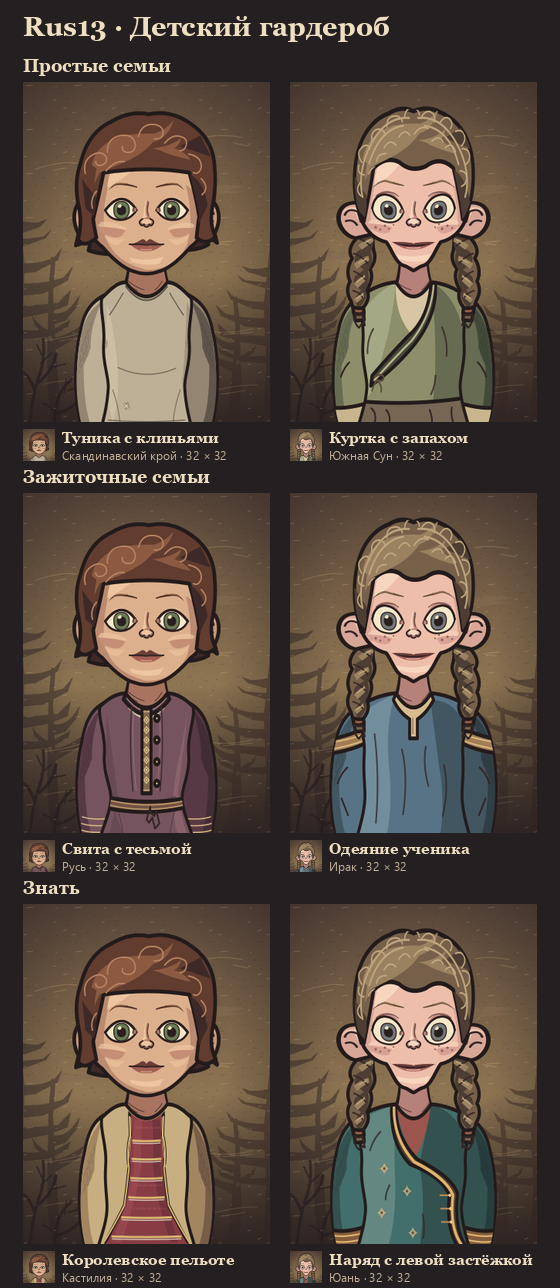 Rus13 · Детский гардероб
Простые семьи
Туника с клиньями
Скандинавский крой · 32 × 32
Куртка с запахом
Южная Сун · 32 × 32
Зажиточные семьи
Свита с тесьмой
Русь · 32 × 32
Одеяние ученика
Ирак · 32 × 32
Знать
Королевское пельоте
Кастилия · 32 × 32
Наряд с левой застёжкой
Юань · 32 × 32